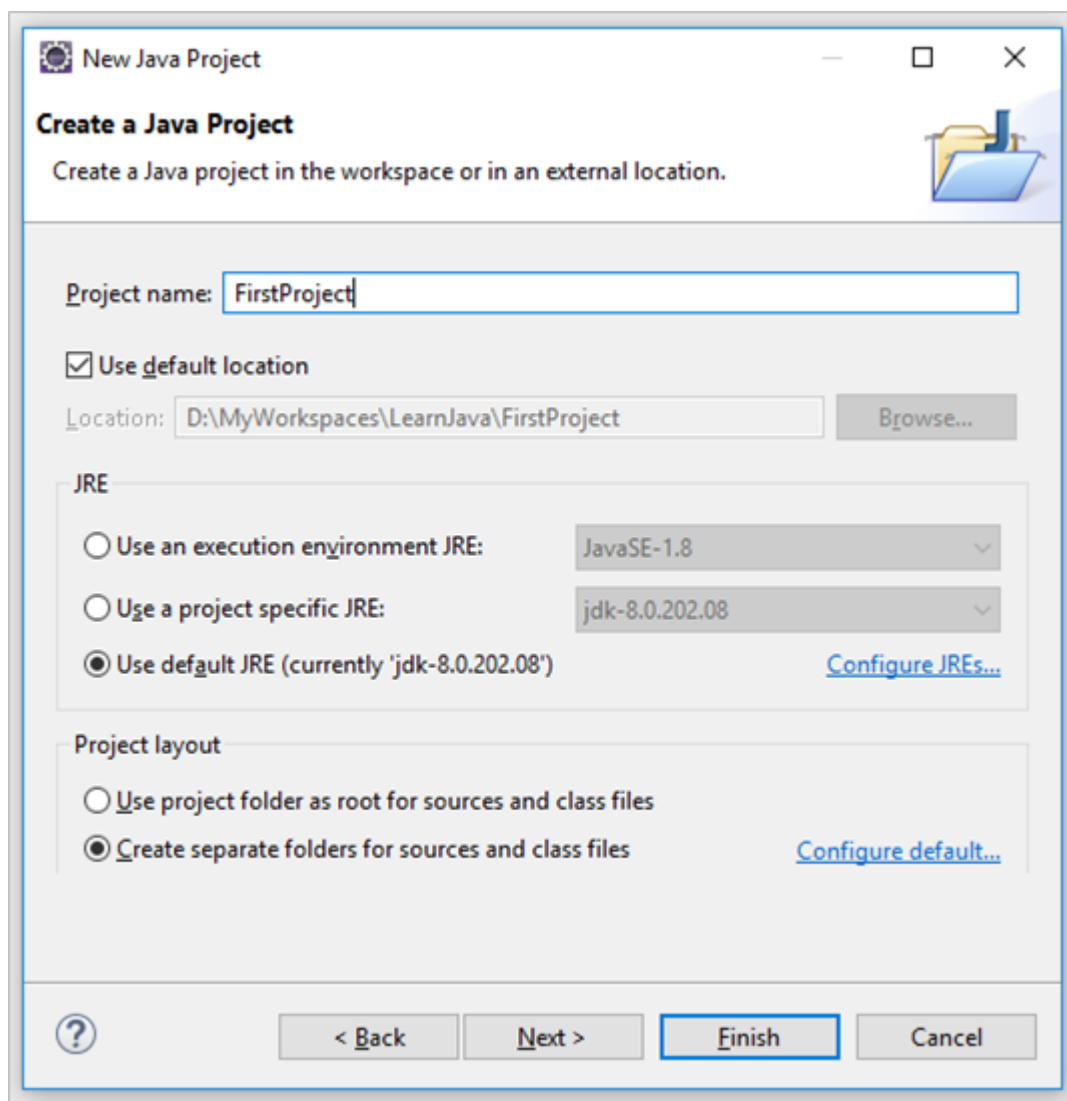 New Java Project
Create a Java Project
Create a Java project in the workspace or in an external location.
Project name: FirstProject
Use default location
Location: D:\MyWorkspaces\LearnJava\FirstProject Browse...
JRE
Use an execution environment JRE: JavaSE-1.8
Use a project specific JRE: jdk-8.0.202.08
Use default JRE (currently 'jdk-8.0.202.08') Configure JREs...
Project layout
Use project folder as root for sources and class files
Create separate folders for sources and class files Configure default...
? < Back Next > Finish Cancel